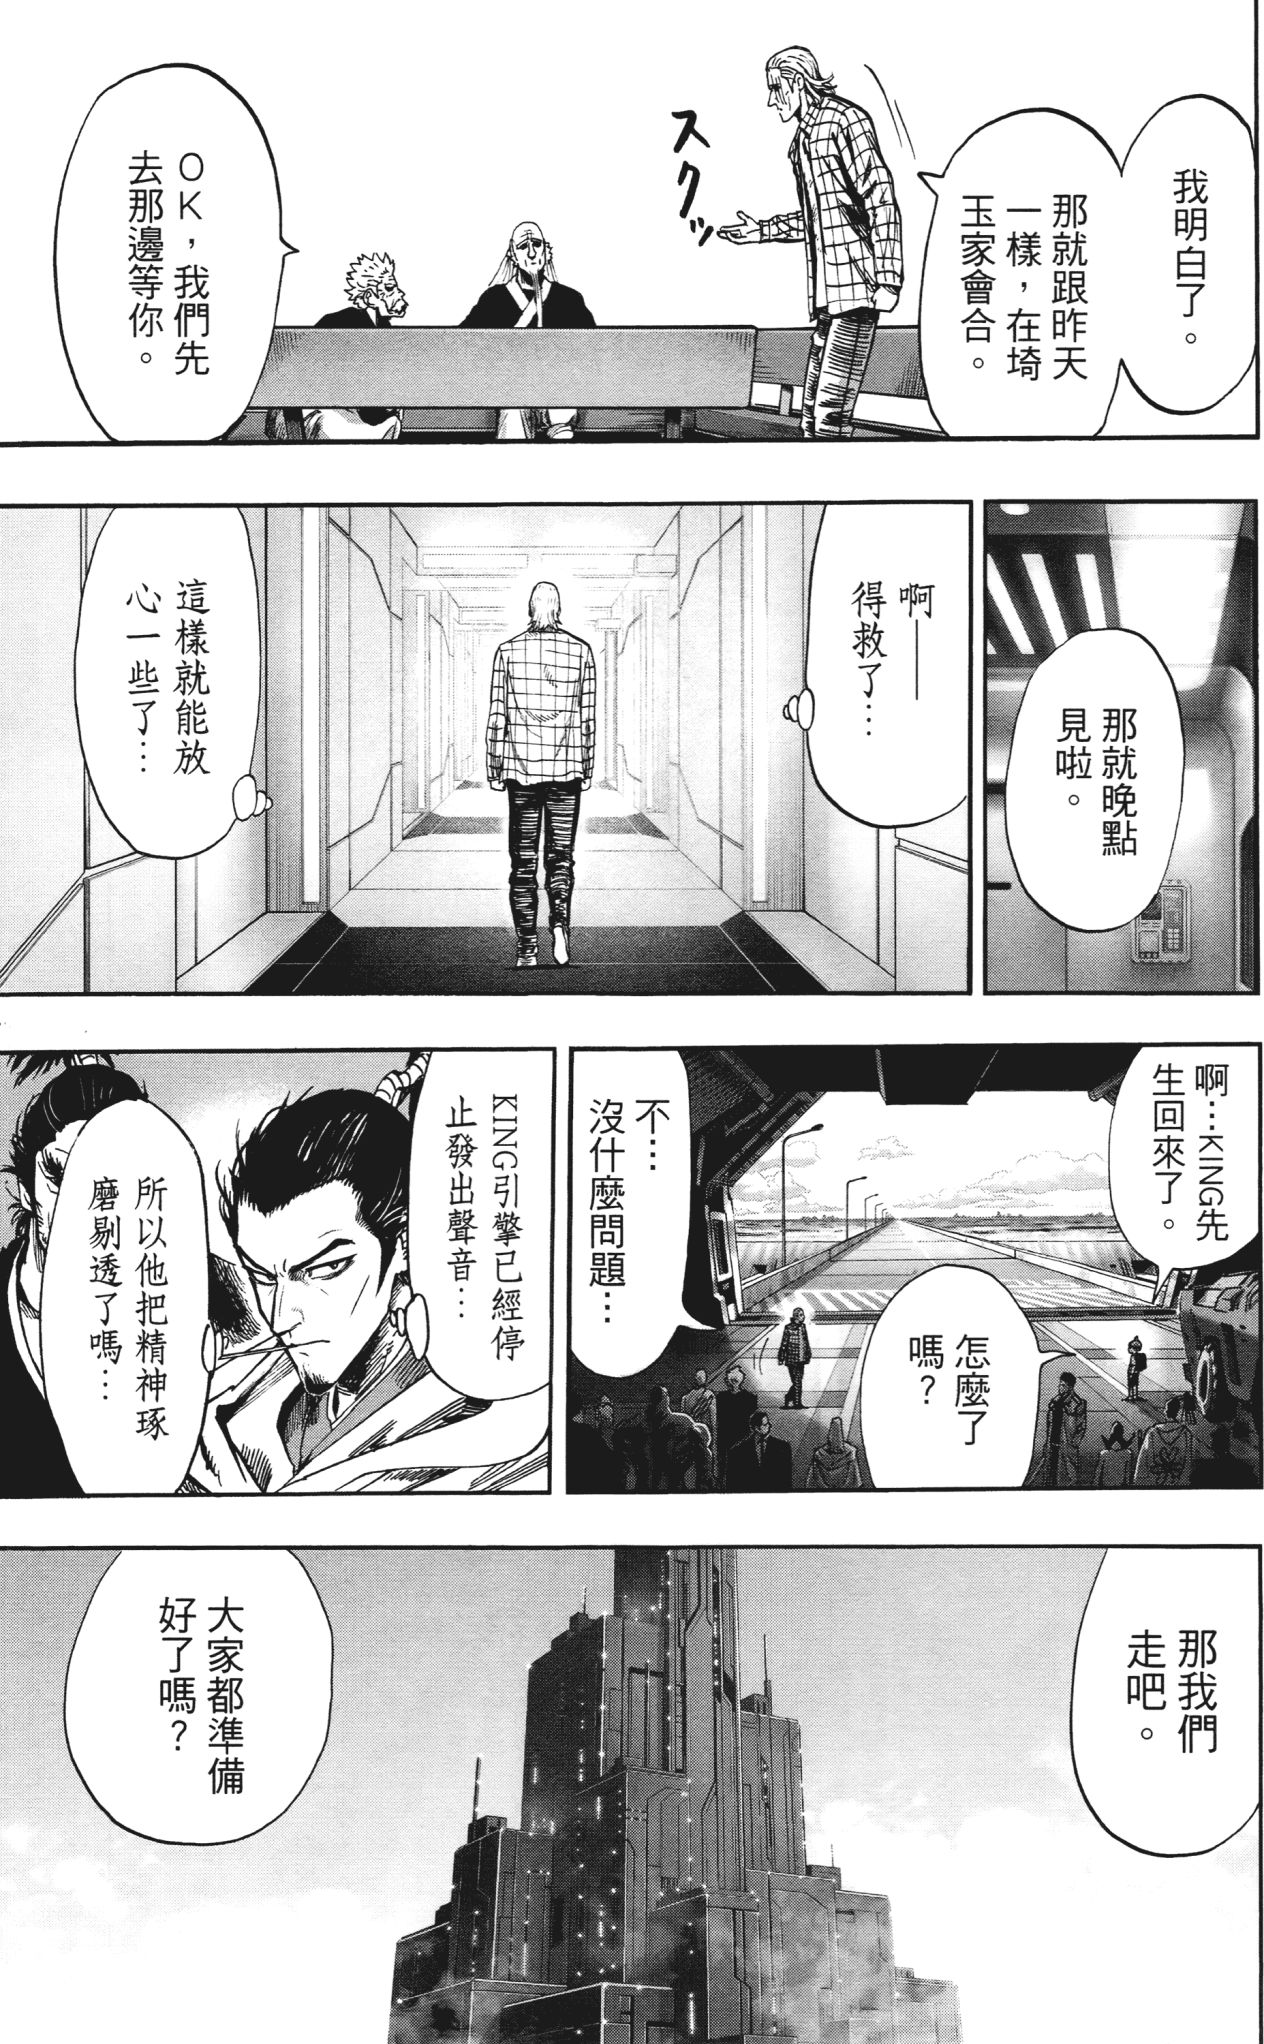 我明白了。
那就跟昨天
一樣，在埼
玉家會合。
スクッ
OK，我們先
去那邊等你。
那就晚點
見啦。
啊——
得救了…
這樣就能放
心一些了…
啊…KING先
生回來了。
怎麼了
嗎？
不…
沒什麼問題…
KING引擎已經停
止發出聲音…
所以他把精神琢
磨剔透了嗎…
那我們
走吧。
大家都準備
好了嗎？